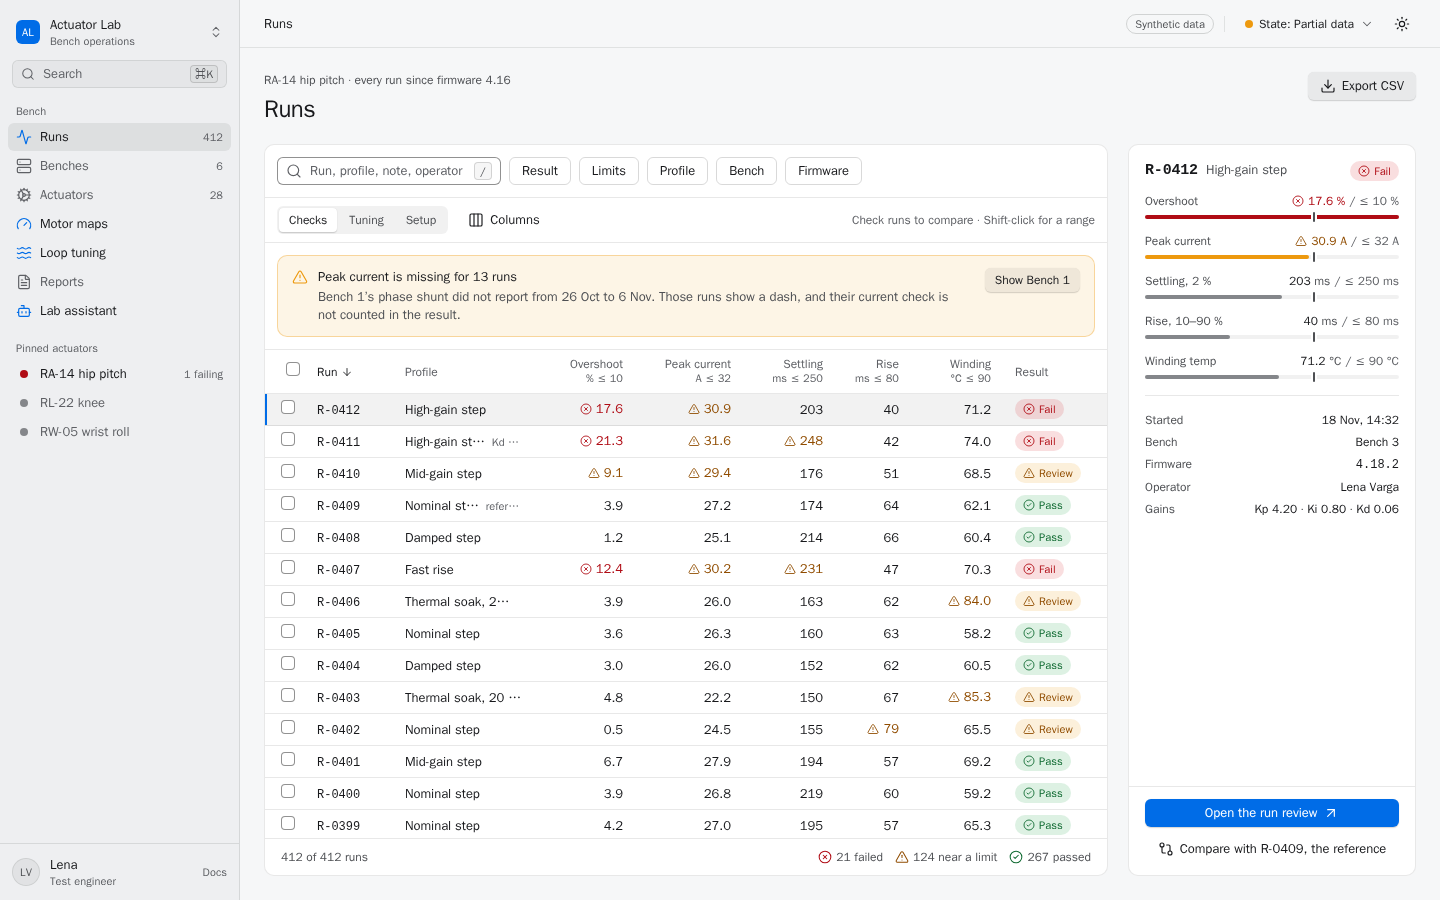 AL
Actuator Lab
Bench operations
Search ⌘K
Bench
Runs 412
Benches 6
Actuators 28
Motor maps
Loop tuning
Reports
Lab assistant
Pinned actuators
RA-14 hip pitch 1 failing
RL-22 knee
RW-05 wrist roll
LV
Lena
Test engineer
Docs
Runs
Synthetic data
State: Partial data
RA-14 hip pitch · every run since firmware 4.16
Runs
Export CSV
Run, profile, note, operator /
Result
Limits
Profile
Bench
Firmware
Checks Tuning Setup
Columns
Check runs to compare · Shift-click for a range
Peak current is missing for 13 runs
Bench 1's phase shunt did not report from 26 Oct to 6 Nov. Those runs show a dash, and their current check is
not counted in the result.
Show Bench 1
Run ↓ Profile Overshoot % ≤ 10 Peak current A ≤ 32 Settling ms ≤ 250 Rise ms ≤ 80 Winding °C ≤ 90 Result
R-0412 High-gain step 17.6 30.9 203 40 71.2 Fail
R-0411 High-gain st··· Kd ··· 21.3 31.6 248 42 74.0 Fail
R-0410 Mid-gain step 9.1 29.4 176 51 68.5 Review
R-0409 Nominal st··· refer··· 3.9 27.2 174 64 62.1 Pass
R-0408 Damped step 1.2 25.1 214 66 60.4 Pass
R-0407 Fast rise 12.4 30.2 231 47 70.3 Fail
R-0406 Thermal soak, 2··· 3.9 26.0 163 62 84.0 Review
R-0405 Nominal step 3.6 26.3 160 63 58.2 Pass
R-0404 Damped step 3.0 26.0 152 62 60.5 Pass
R-0403 Thermal soak, 20 ··· 4.8 22.2 150 67 85.3 Review
R-0402 Nominal step 0.5 24.5 155 79 65.5 Review
R-0401 Mid-gain step 6.7 27.9 194 57 69.2 Pass
R-0400 Nominal step 3.9 26.8 219 60 59.2 Pass
R-0399 Nominal step 4.2 27.0 195 57 65.3 Pass
412 of 412 runs
21 failed 124 near a limit 267 passed
R-0412 High-gain step Fail
Overshoot 17.6 % / ≤ 10 %
Peak current 30.9 A / ≤ 32 A
Settling, 2 % 203 ms / ≤ 250 ms
Rise, 10–90 % 40 ms / ≤ 80 ms
Winding temp 71.2 °C / ≤ 90 °C
Started 18 Nov, 14:32
Bench Bench 3
Firmware 4.18.2
Operator Lena Varga
Gains Kp 4.20 · Ki 0.80 · Kd 0.06
Open the run review
Compare with R-0409, the reference